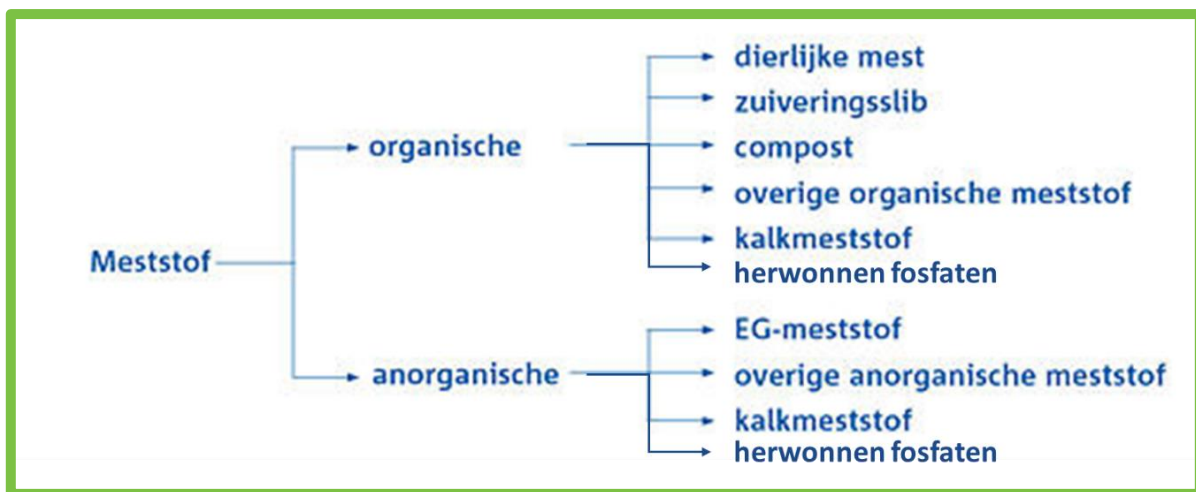 dierlijke mest
zuiveringsslib
organische
compost
overige organische meststof
kalkmeststof
Meststof
herwonnen fosfaten
EG-meststof
anorganische
overige anorganische meststof
kalkmeststof
herwonnen fosfaten